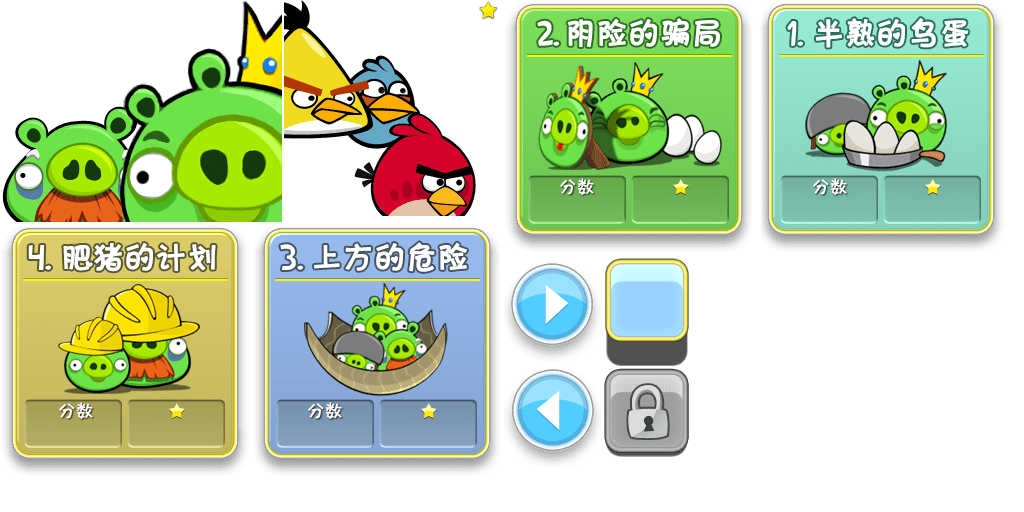 2. 阴险的骗局
分数
1. 半熟的鸟蛋
分数
4. 肥猪的计划
分数
3. 上方的危险
分数